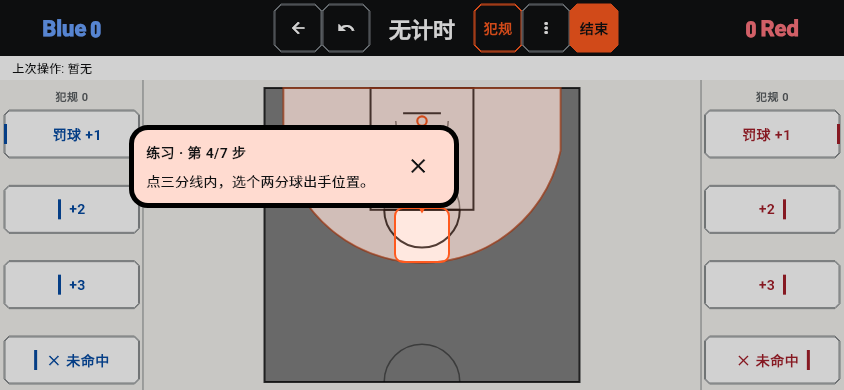 Blue 0
无计时
犯规
结束
0 Red
上次操作: 暂无
犯规 0
罚球 +1
+2
+3
× 未命中
练习 · 第 4/7 步
点三分线内，选个两分球出手位置。
犯规 0
罚球 +1
+2
+3
× 未命中